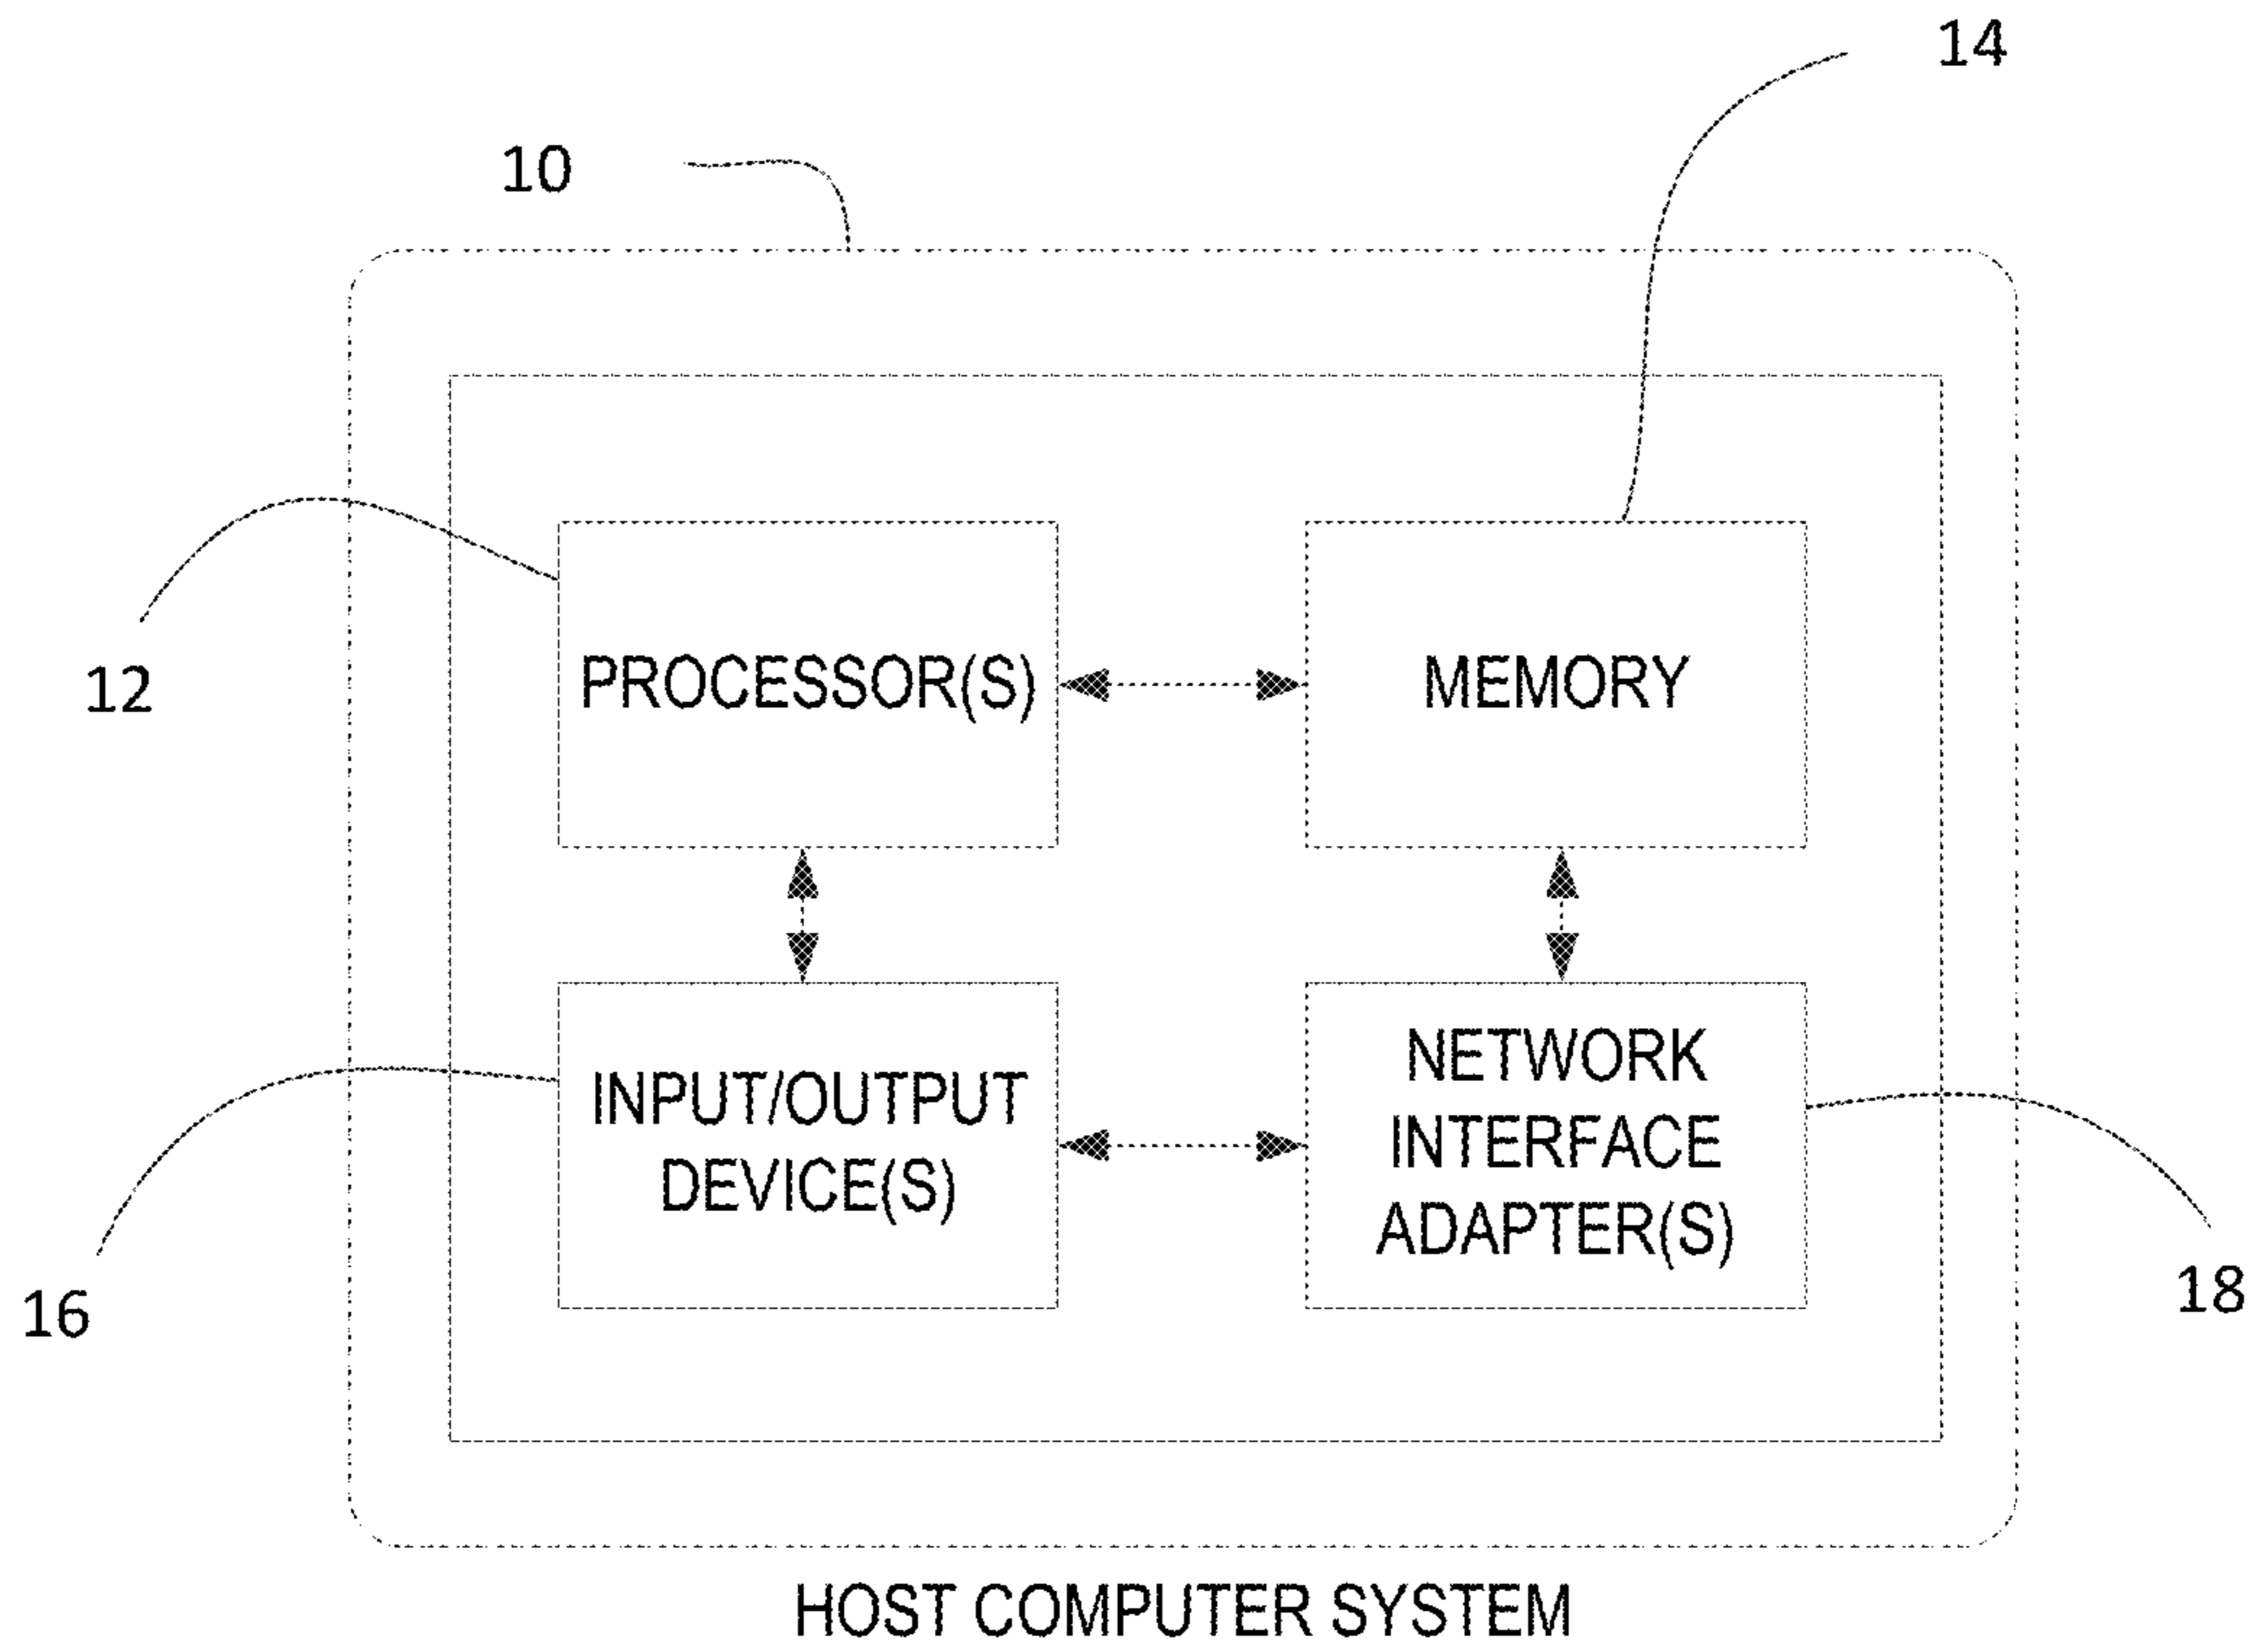 14
10
PROCESSOR(S)
MEMORY
12
INPUT/OUTPUT
DEVICE(S)
NETWORK
INTERFACE
ADAPTER(S)
16
18
HOST COMPUTER SYSTEM